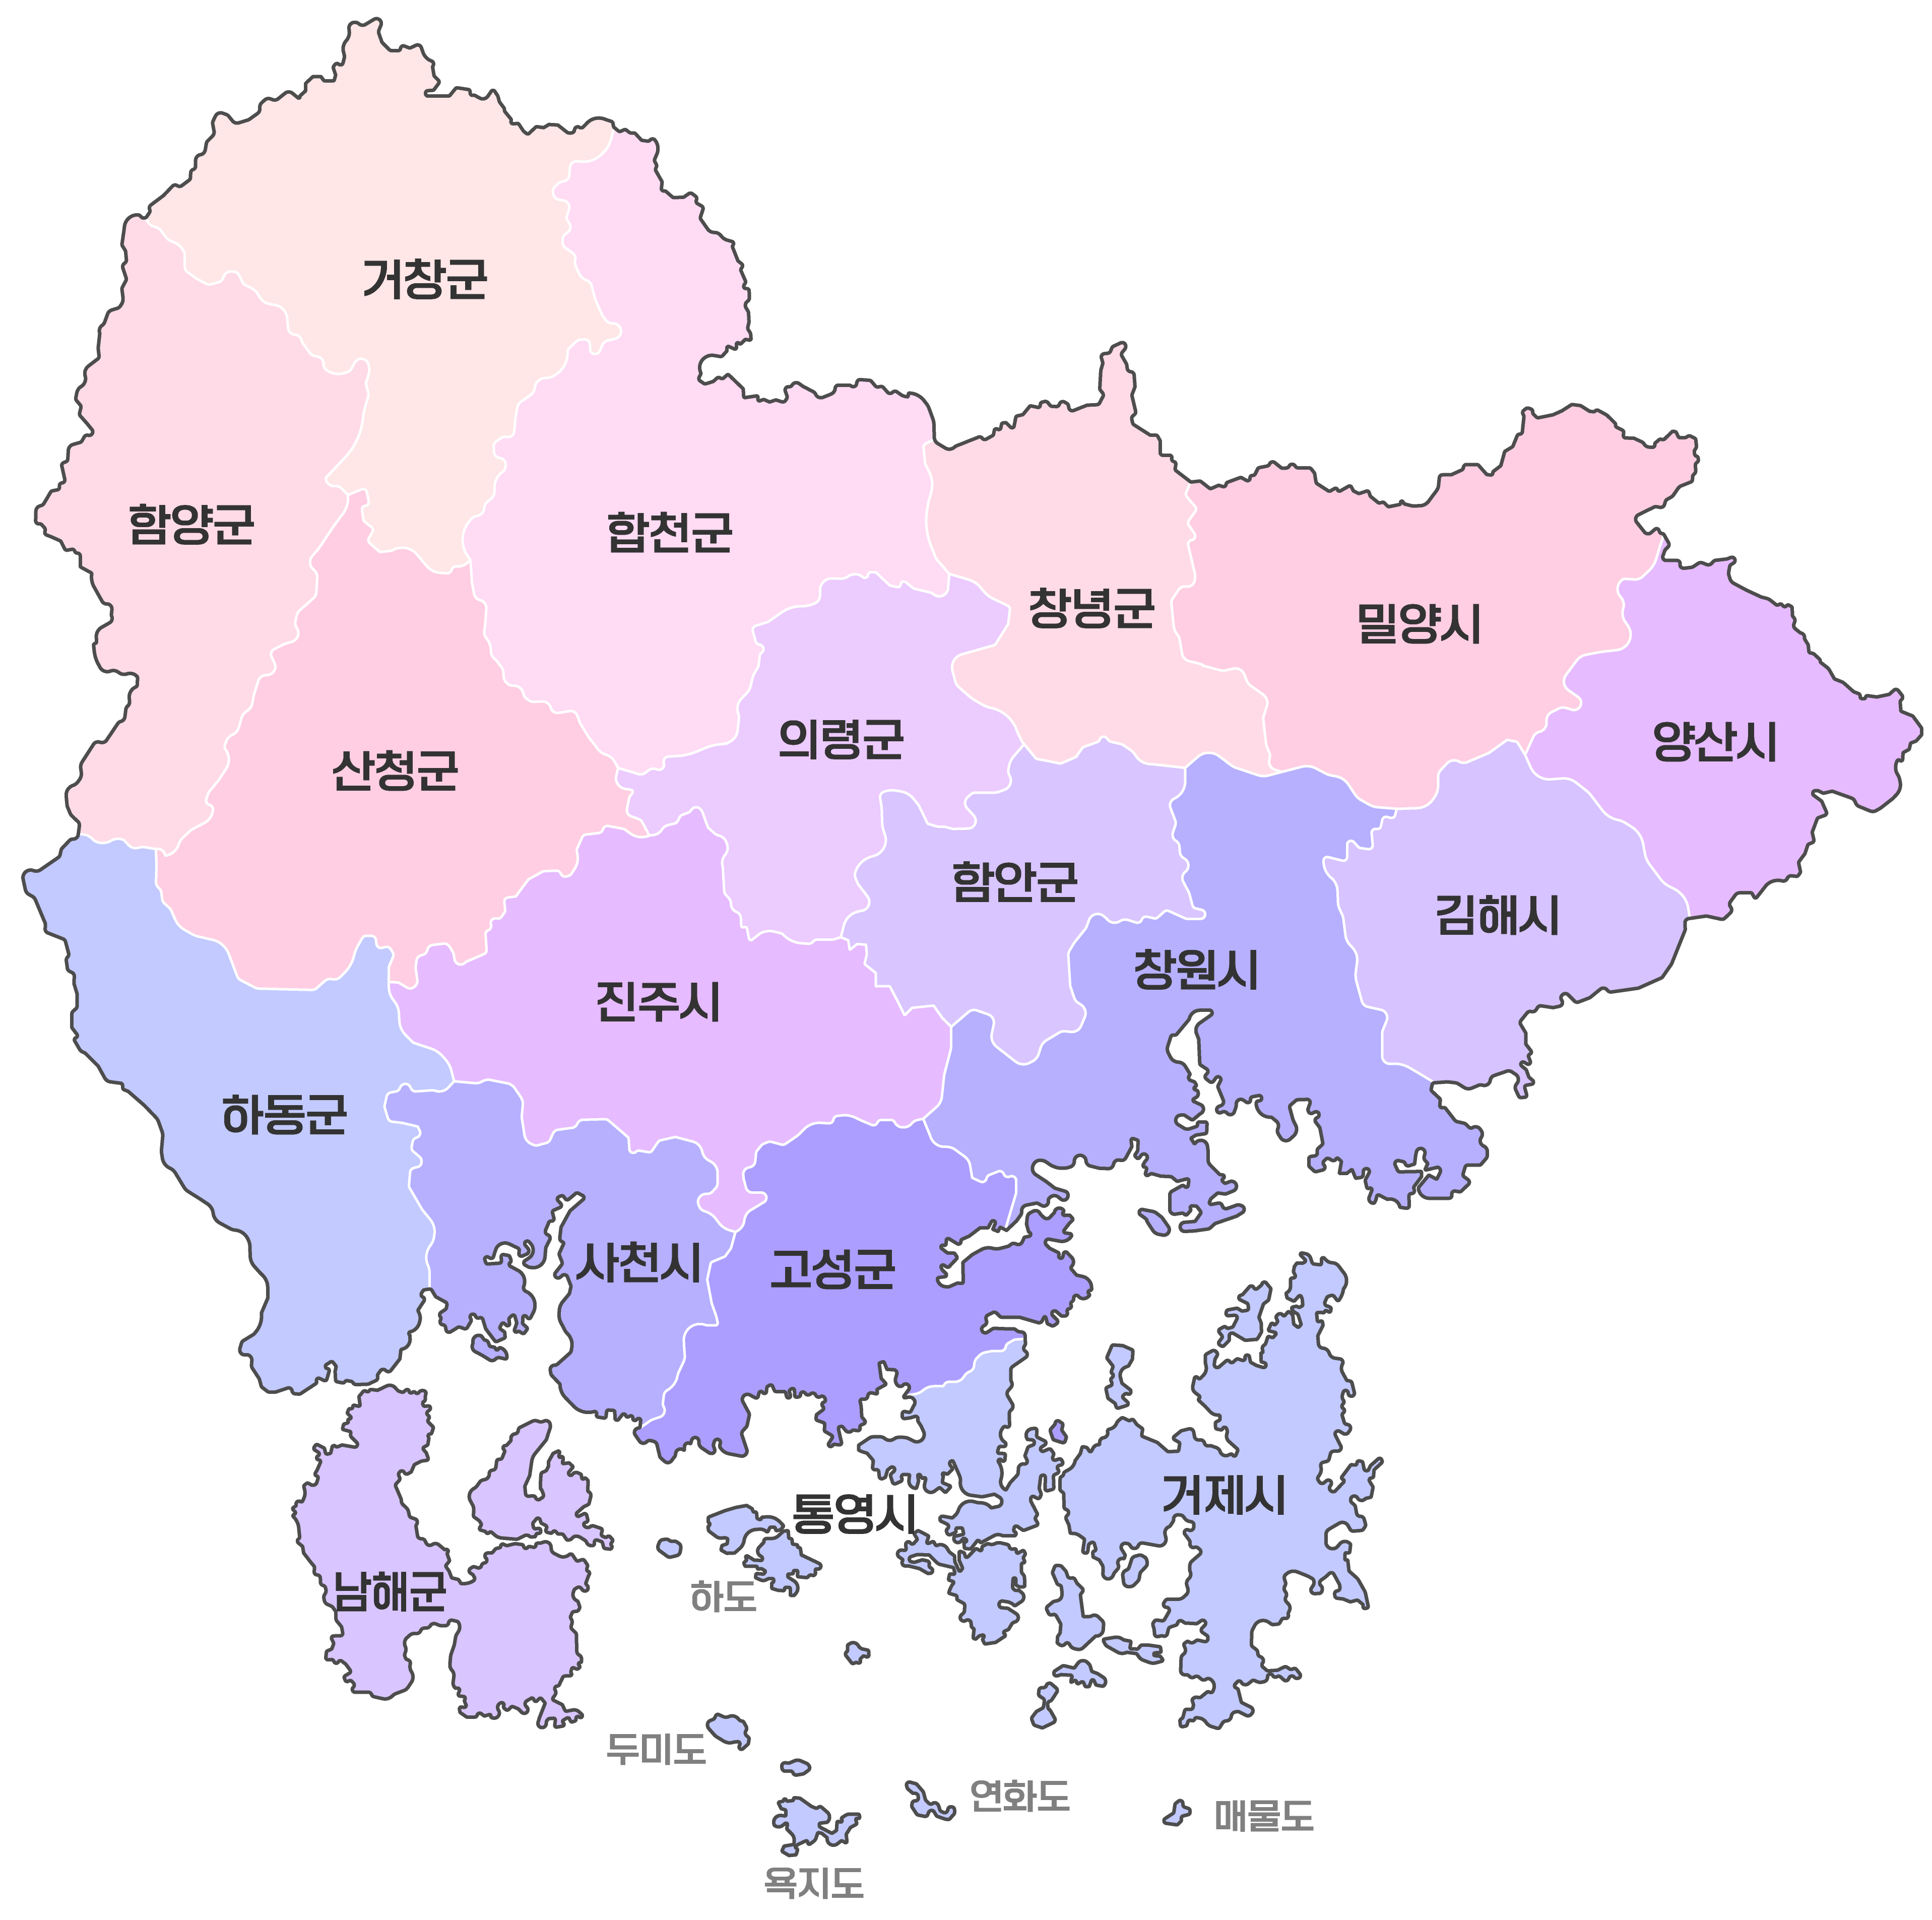 거창군
함양군
합천군
창녕군
밀양시
의령군
양산시
산청군
함안군
김해시
창원시
진주시
하동군
사천시
고성군
거제시
통영시
남해군
하도
두미도
연화도
매물도
욕지도